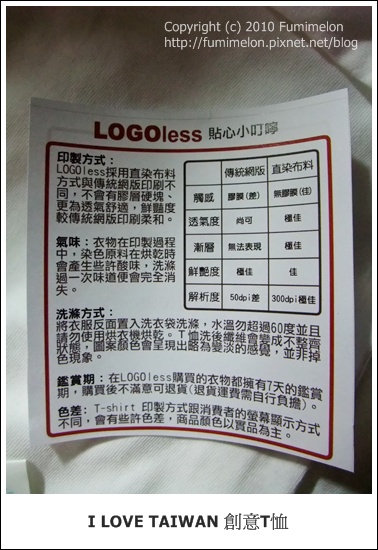 Copyright (c) 2010 Fumimelon
http://fumimelon.pixnet.net/blog
LOGOless 貼心小叮嚀
印製方式：
LOGOless採用直染布料
方式與傳統網版印刷不
同，不會有膠層硬塊、
更為透氣舒適，鮮豔度
較傳統網版印刷柔和。
氣味：衣物在印製過程
中，染色原料在烘乾時
會產生些許酸味，洗滌
過一次味道便會完全消
失。
傳統網版 直染布料
觸感 膠膜(差) 無膠膜(佳)
透氣度 尚可 極佳
漸層 無法表現 極佳
鮮艷度 極佳 佳
解析度 50dpi差 300dpi極佳
洗滌方式：
將衣服反面置入洗衣袋洗滌，水溫勿超過60度並且
請勿使用烘衣機烘乾。T恤洗後纖維會變成不整齊
狀態，圖案顏色會呈現出略為變淡的感覺，並非掉
色現象。
鑑賞期：在LOGOless購買的衣物都擁有7天的鑑賞
期，購買後不滿意可退貨(退貨運費需自行負擔)。
色差：T-shirt 印製方式跟消費者的螢幕顯示方式
不同，會有些許色差，商品顏色以實品為主。
I LOVE TAIWAN 創意T恤